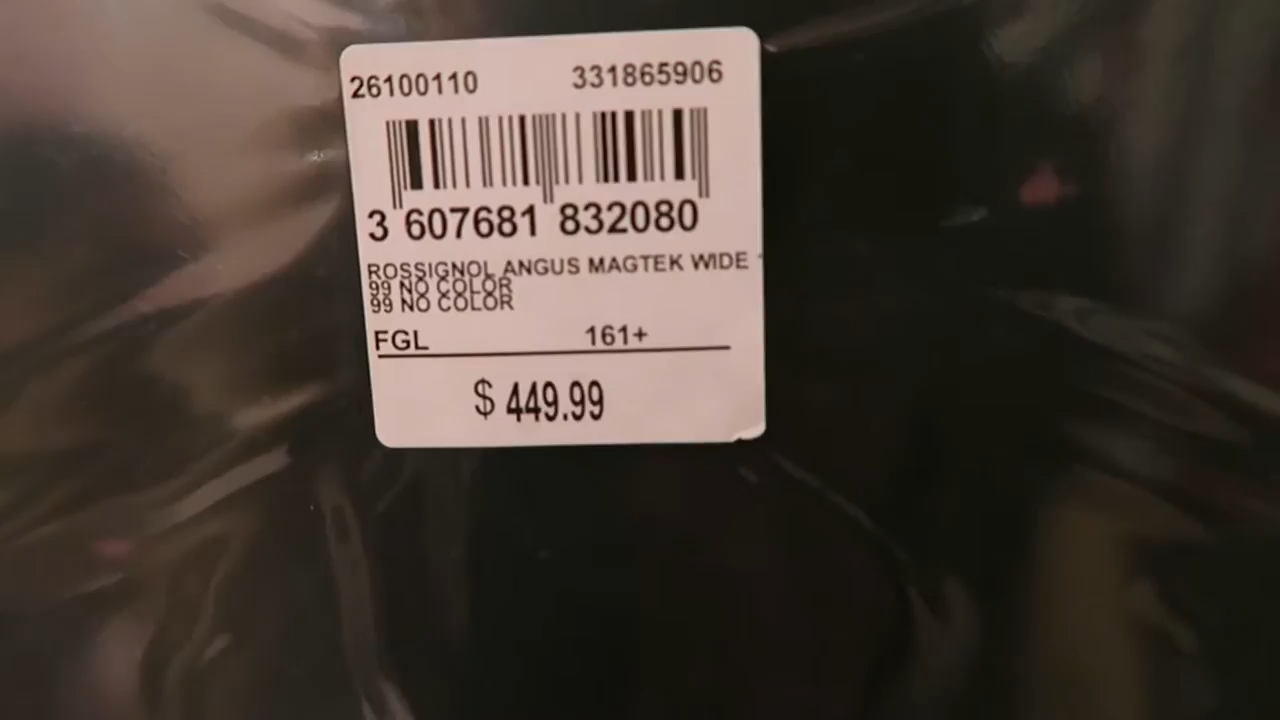 26100110 331865906
3 607681 832080
ROSSIGNOL ANGUS MAGTEK WIDE
99 NO COLOR
99 NO COLOR
FGL 161+
$ 449.99